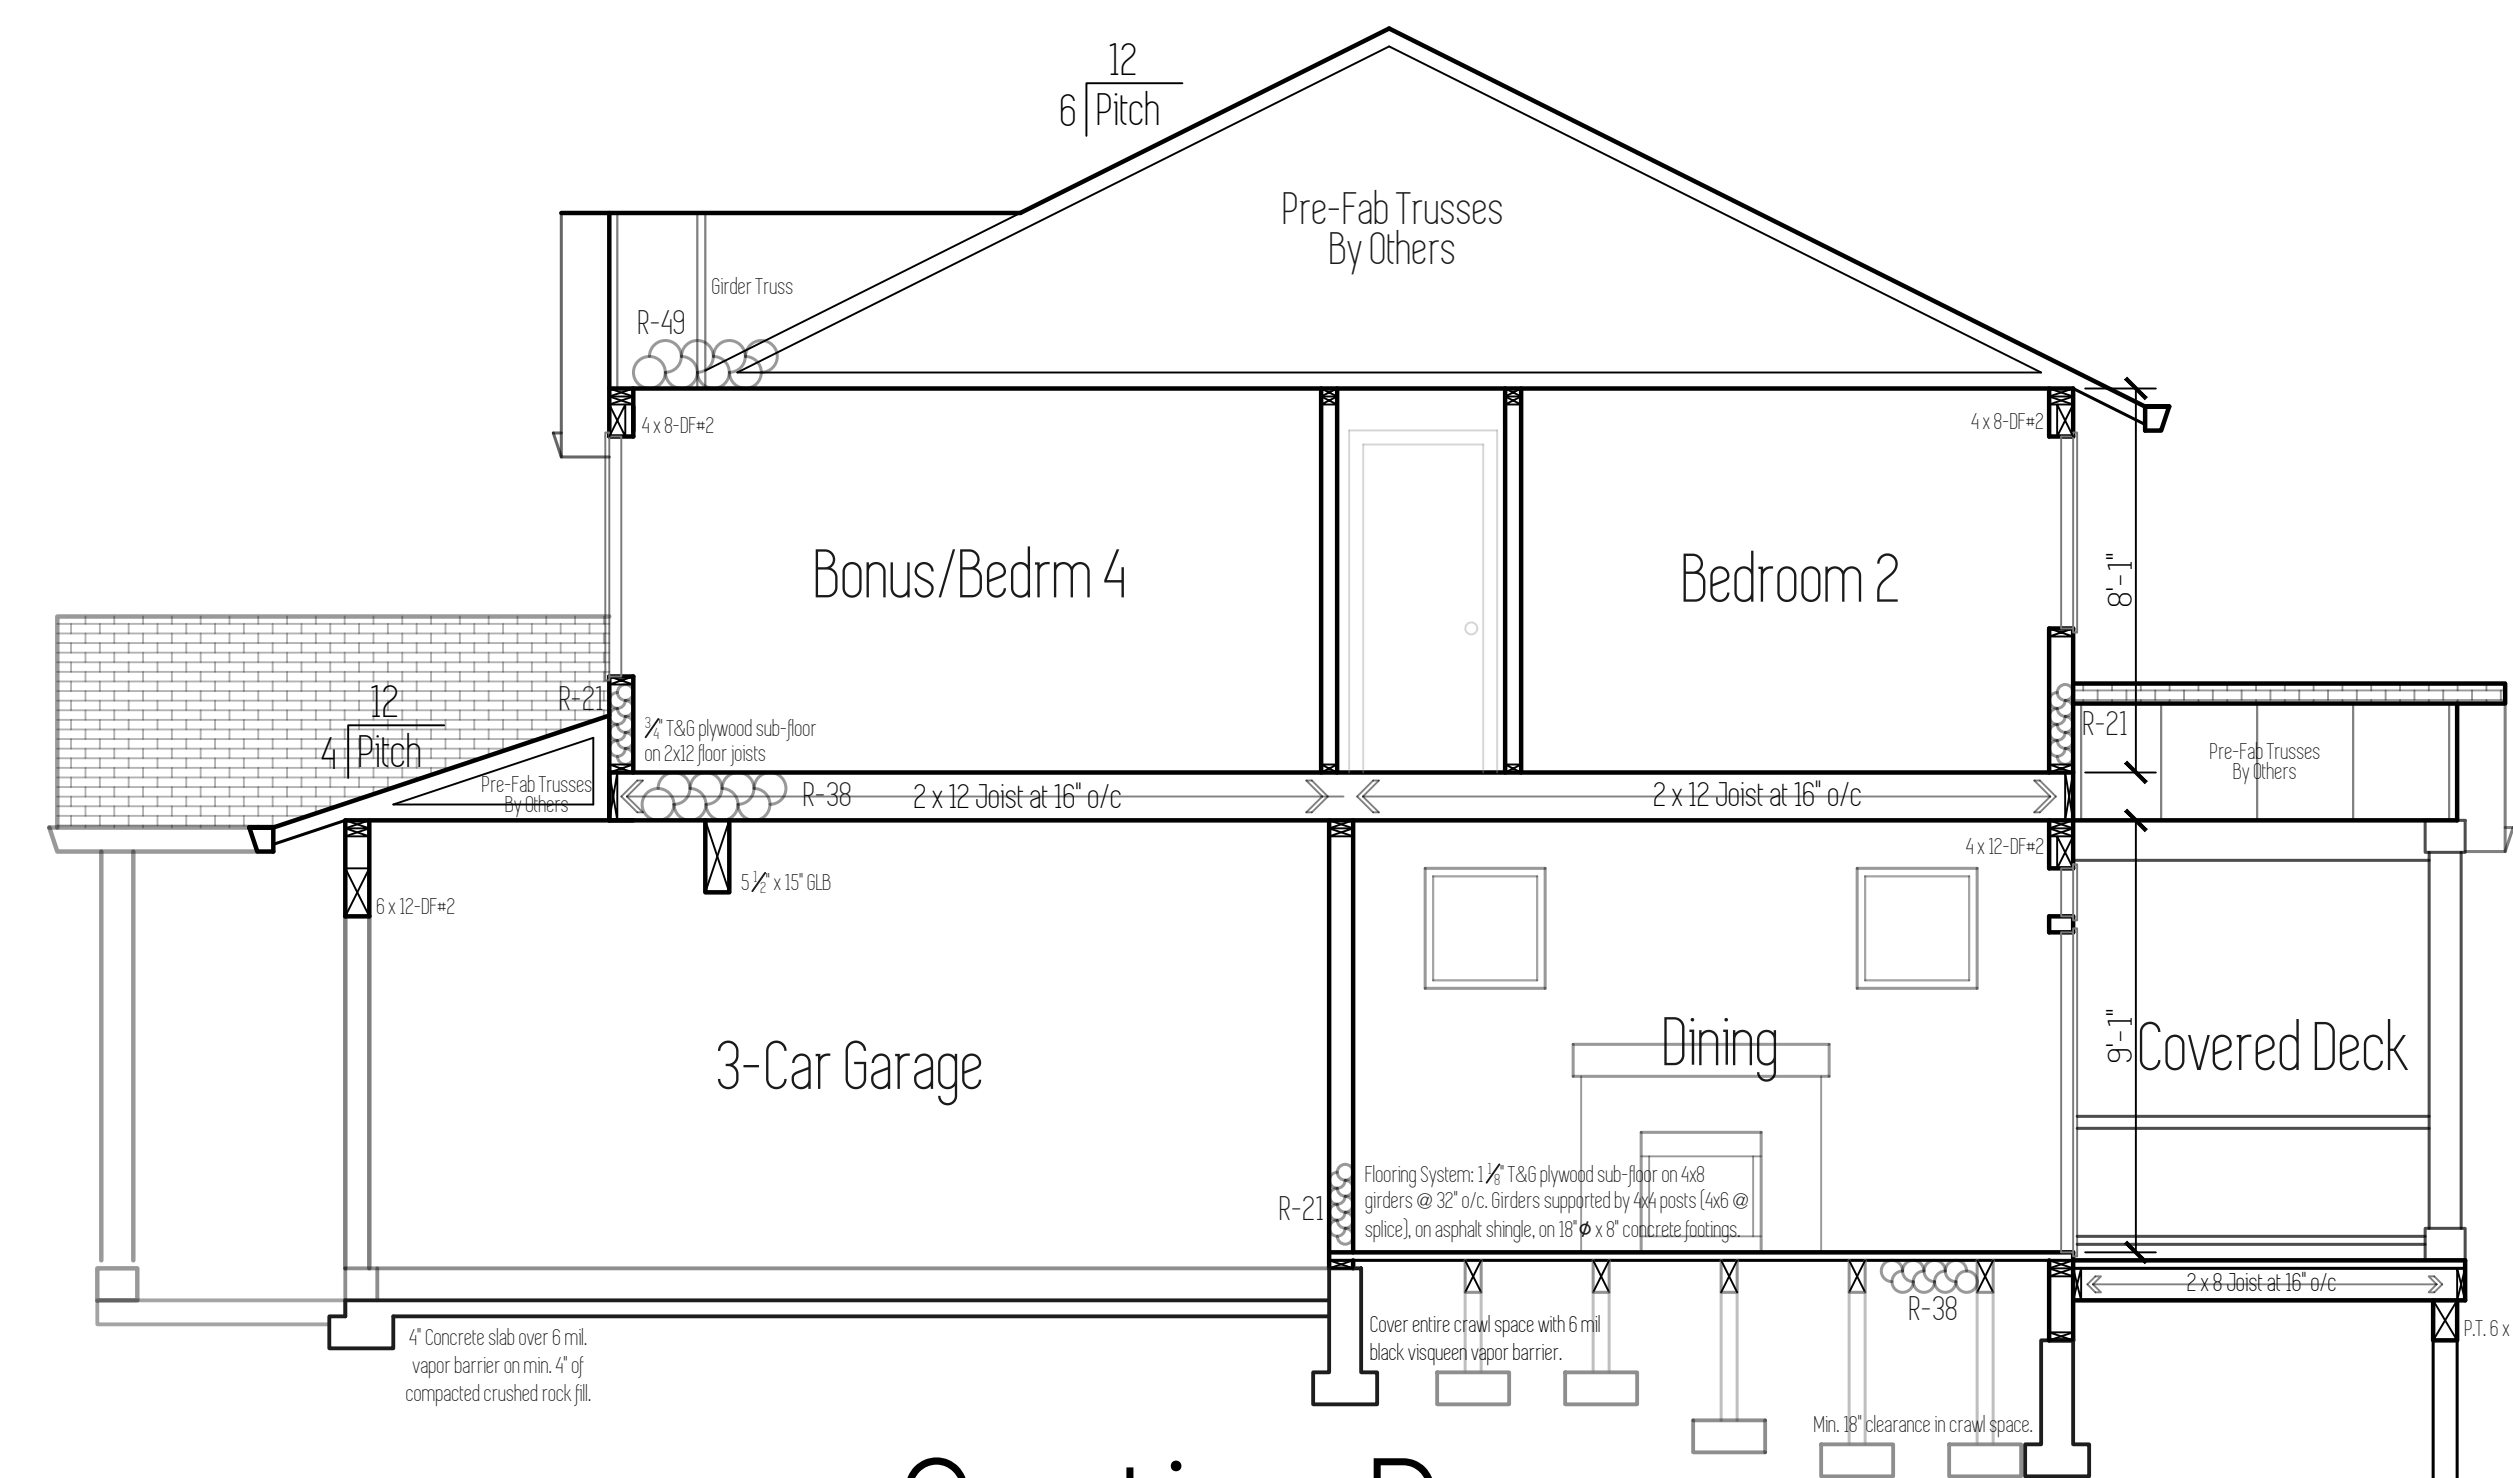 12
6 Pitch
Pre-Fab Trusses
By Others
Girder Truss
R-49
4 x 8-DF#2
4 x 8-DF#2
Bonus/Bedrm 4
Bedroom 2
8'-1"
12
4 Pitch
R-21
3/4" T&G plywood sub-floor
on 2x12 floor joists
R-21
Pre-Fab Trusses
By Others
Pre-Fab Trusses
By Others
R-38
2 x 12 Joist at 16" o/c
2 x 12 Joist at 16" o/c
4 x 12-DF#2
5 1/2" x 15" GLB
6 x 12-DF#2
3-Car Garage
Dining
9'-1"
Covered Deck
R-21
Flooring System: 1 1/8" T&G plywood sub-floor on 4x8
girders @ 32" o/c. Girders supported by 4x4 posts (4x6 @
splice), on asphalt shingle, on 18"ø x 8" concrete footings.
2 x 8 Joist at 16" o/c
R-38
P.T. 6 x
4" Concrete slab over 6 mil.
vapor barrier on min. 4" of
compacted crushed rock fill.
Cover entire crawl space with 6 mil
black visqueen vapor barrier.
Min. 18" clearance in crawl space.